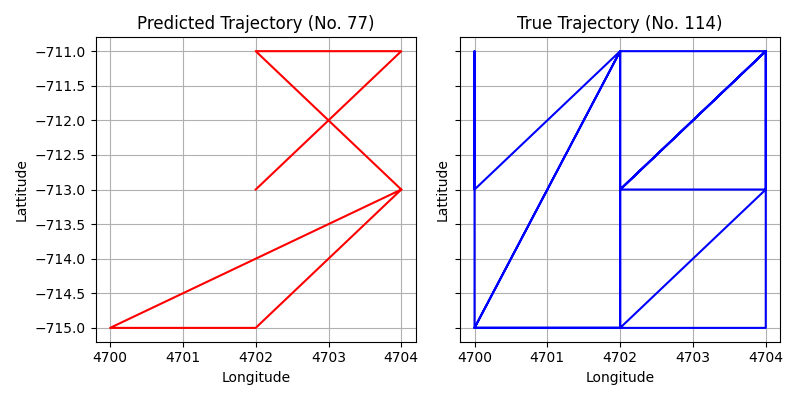 Predicted Trajectory (No. 77)
True Trajectory (No. 114)
Lattitude
−711.0
−711.5
−712.0
−712.5
−713.0
−713.5
−714.0
−714.5
−715.0
4700 4701 4702 4703 4704
Longitude
Lattitude
4700 4701 4702 4703 4704
Longitude